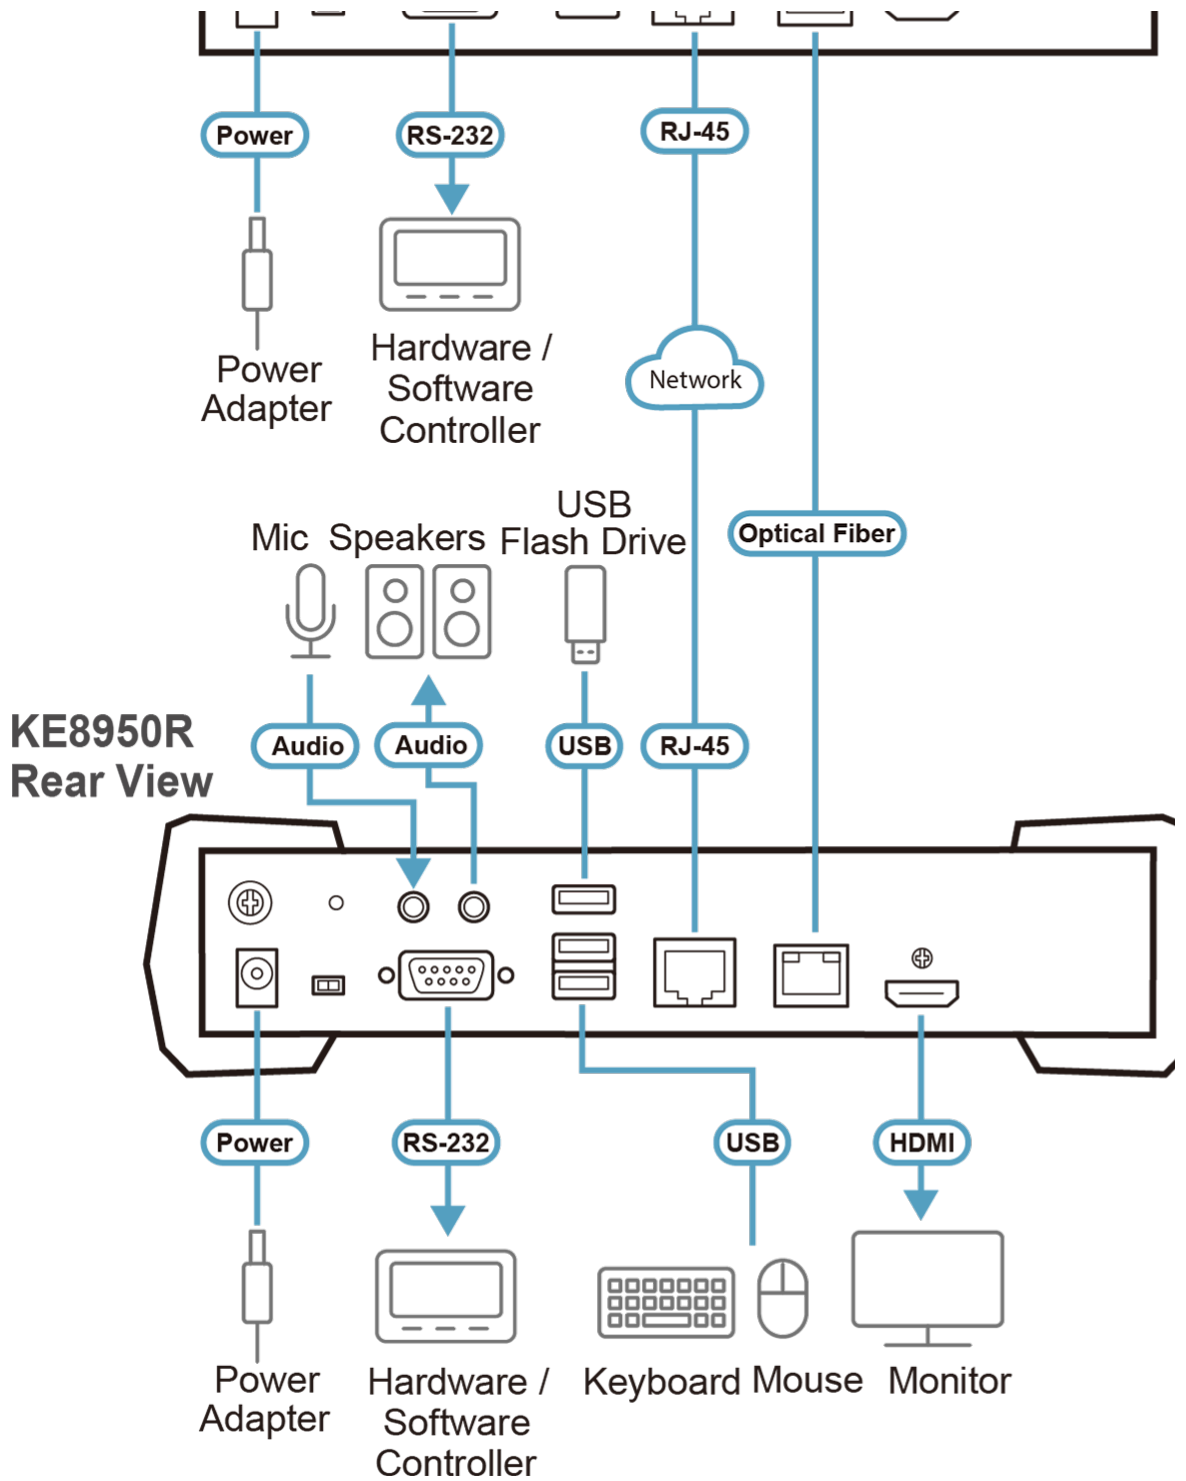 Power
RS-232
RJ-45
Power
Adapter
Hardware /
Software
Controller
Network
Optical Fiber
Mic
Speakers
USB
Flash Drive
KE8950R
Rear View
Audio
Audio
USB
RJ-45
Power
RS-232
USB
HDMI
Power
Adapter
Hardware /
Software
Controller
Keyboard
Mouse
Monitor